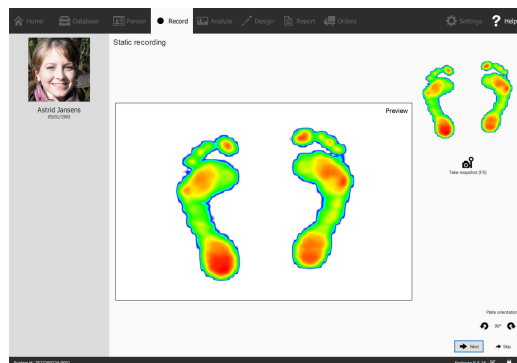 Home Database Person Record Analyze Design Report Orders Settings Help
Static recording
Astrid Jansens
Preview
Take snapshot (F5)
Plate orientation
90°
Next Skip